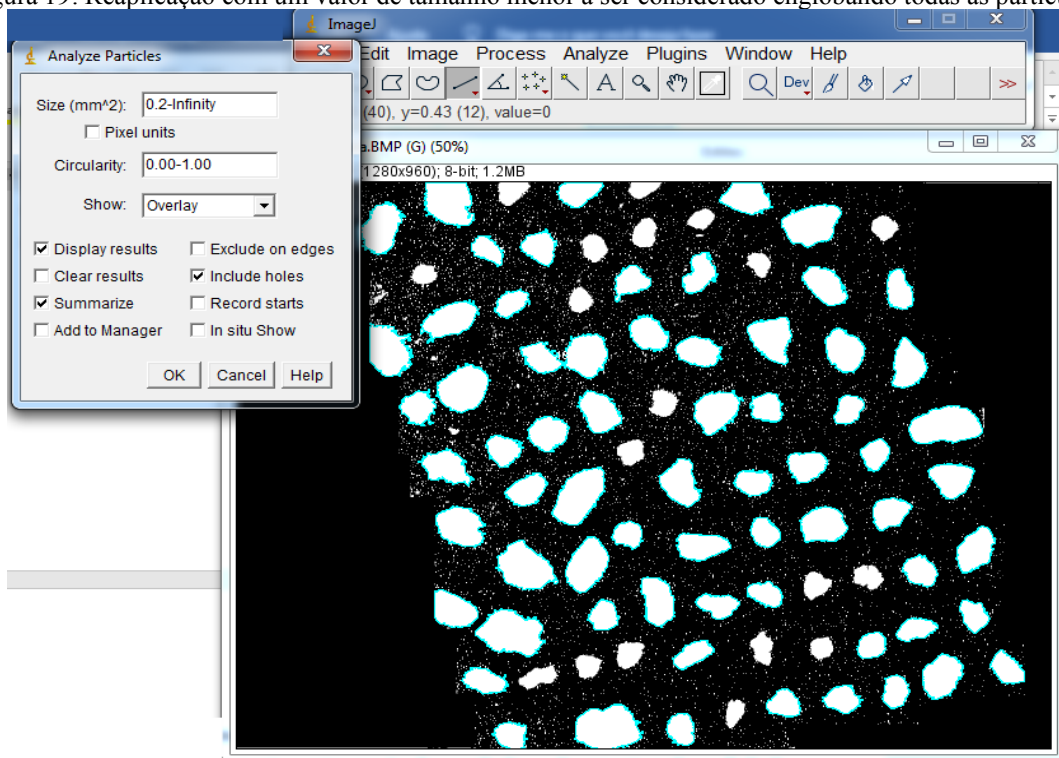 ImageJ
Edit Image Process Analyze Plugins Window Help
Dev
(40), y=0.43 (12), value=0
Analyze Particles
Size (mm^2): 0.2-Infinity
Pixel units
Circularity: 0.00-1.00
Show: Overlay
Display results Exclude on edges
Clear results Include holes
Summarize Record starts
Add to Manager In situ Show
OK Cancel Help
a.BMP (G) (50%)
1280x960); 8-bit; 1.2MB